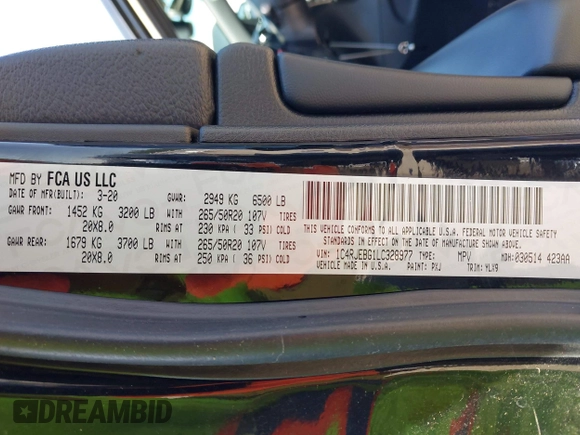 MFD BY FCA US LLC
DATE OF MFR(BUILT): 3-20 GVWR: 2949 KG 6500 LB
GAWR FRONT: 1452 KG 3200 LB WITH 265/50R20 107V TIRES
20X8.0 RIMS AT 230 KPA ( 33 PSI) COLD
GAWR REAR: 1679 KG 3700 LB WITH 265/50R20 107V TIRES
20X8.0 RIMS AT 250 KPA ( 36 PSI) COLD
THIS VEHICLE CONFORMS TO ALL APPLICABLE U.S.A. FEDERAL MOTOR VEHICLE SAFETY
STANDARDS IN EFFECT ON THE DATE OF MANUFACTURE SHOWN ABOVE.
VIN: 1C4RJEBG1LC328977 TYPE: MPV MDH: 030514 423AA
VEHICLE MADE IN U.S.A. PAINT: PXJ TRIM: VLX9
DREAMBID